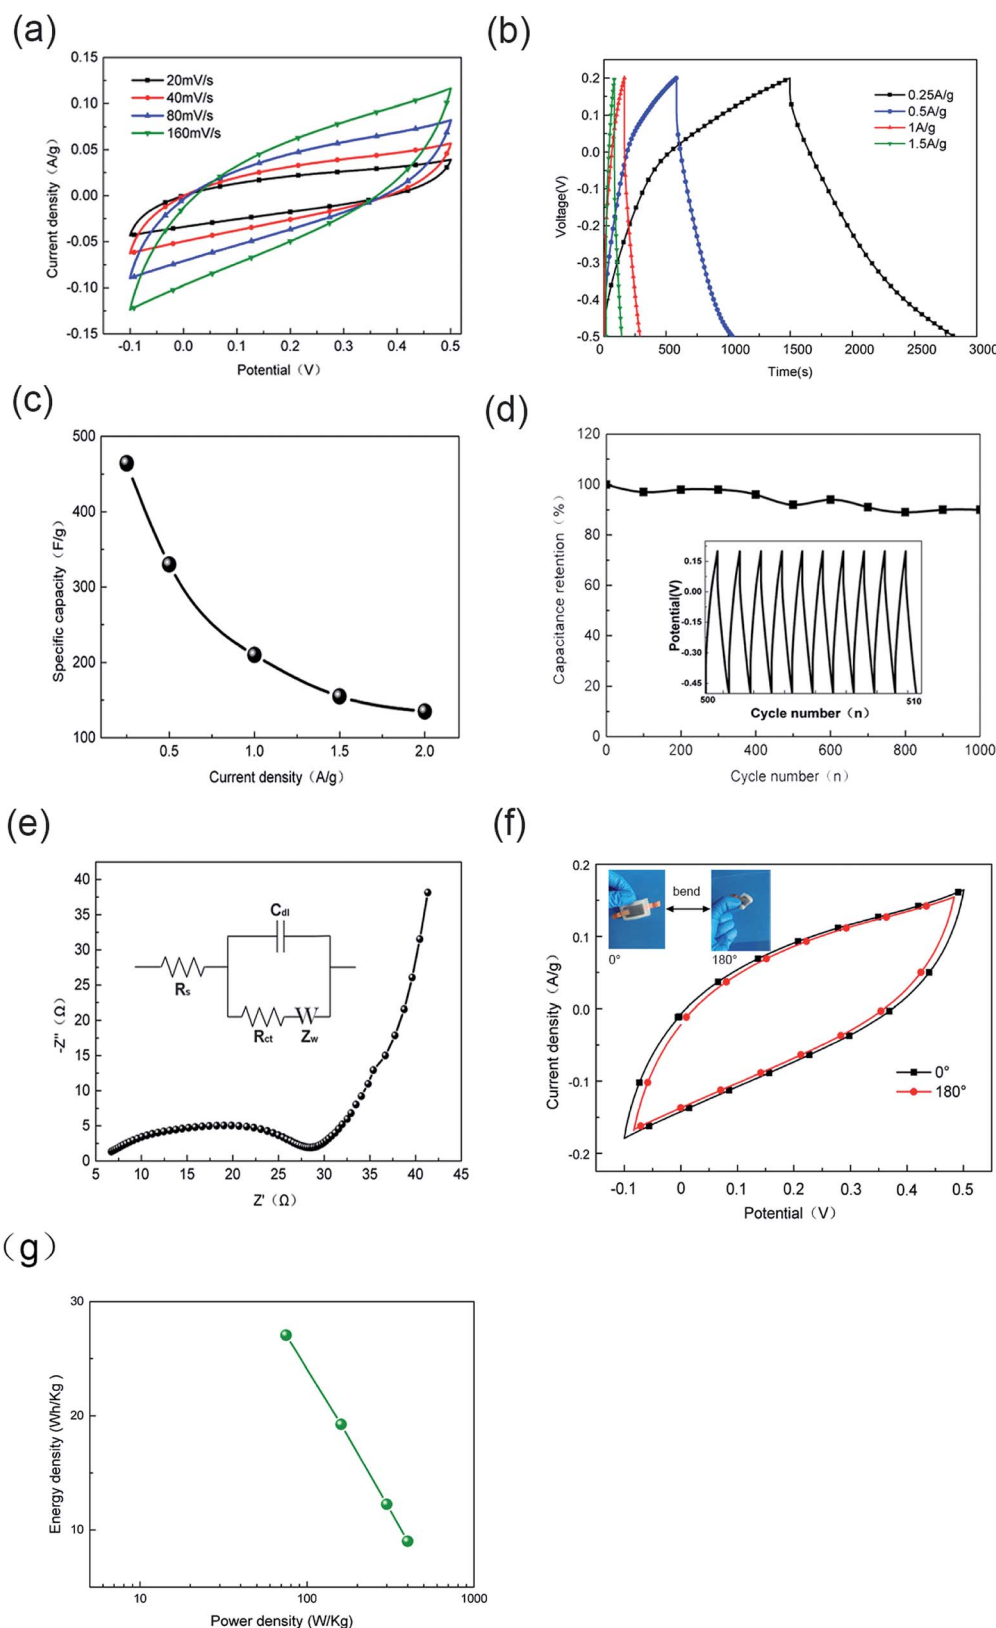 (a)
0.15
0.10
0.05
0.00
-0.05
-0.10
-0.15
Current density（A/g）
20mV/s
40mV/s
80mV/s
160mV/s
-0.1 0.0 0.1 0.2 0.3 0.4 0.5
Potential（V）
(b)
0.2
0.1
0.0
-0.1
-0.2
-0.3
-0.4
-0.5
Voltage(V)
0.25A/g
0.5A/g
1A/g
1.5A/g
0 500 1000 1500 2000 2500 3000
Time(s)
(c)
500
400
300
200
100
Specific capacity（F/g）
0.5 1.0 1.5 2.0
Current density（A/g）
(d)
120
100
80
60
40
20
0
Capacitance retention（%）
0.15
0.00
-0.15
-0.30
-0.45
Potential(V)
500 510
Cycle number（n）
0 200 400 600 800 1000
Cycle number（n）
(e)
40
35
30
25
20
15
10
5
0
-Z''（Ω）
Cdl
Rs
Rct Zw
W
5 10 15 20 25 30 35 40 45
Z'（Ω）
(f)
0.2
0.1
0.0
-0.1
-0.2
Current density（A/g）
bend
0° 180°
0°
180°
-0.1 0 0.1 0.2 0.3 0.4 0.5
Potential（V）
（g）
30
20
10
Energy density (Wh/Kg)
10 100 1000
Power density (W/Kg)